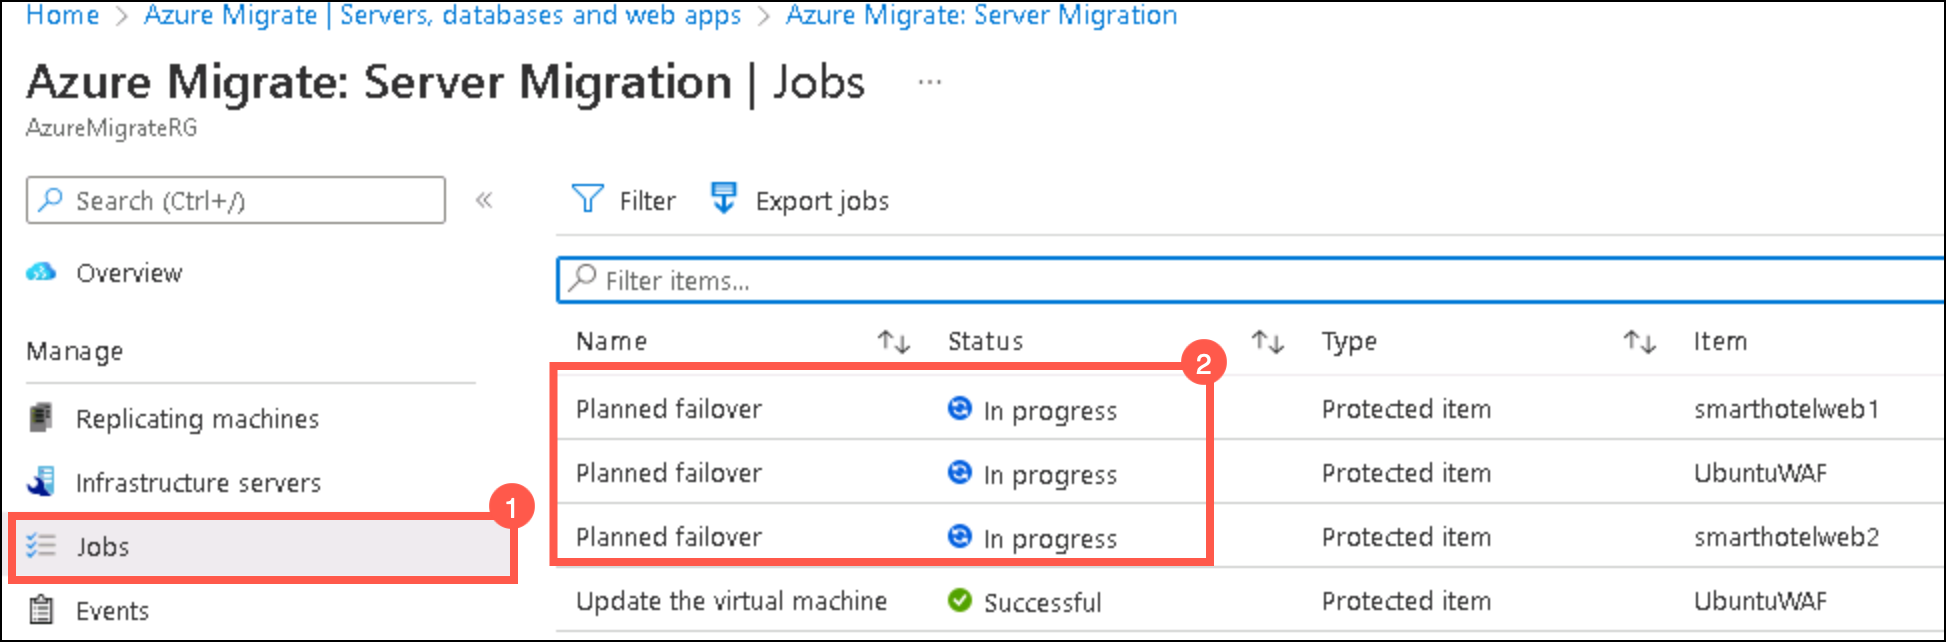 Home > Azure Migrate | Servers, databases and web apps > Azure Migrate: Server Migration
Azure Migrate: Server Migration | Jobs ...
AzureMigrateRG
Search (Ctrl+/) «
Overview
Manage
Replicating machines
Infrastructure servers
1
Jobs
Events
Filter Export jobs
Filter items...
Name Status Type Item
2
Planned failover In progress Protected item smarthotelweb1
Planned failover In progress Protected item UbuntuWAF
Planned failover In progress Protected item smarthotelweb2
Update the virtual machine Successful Protected item UbuntuWAF